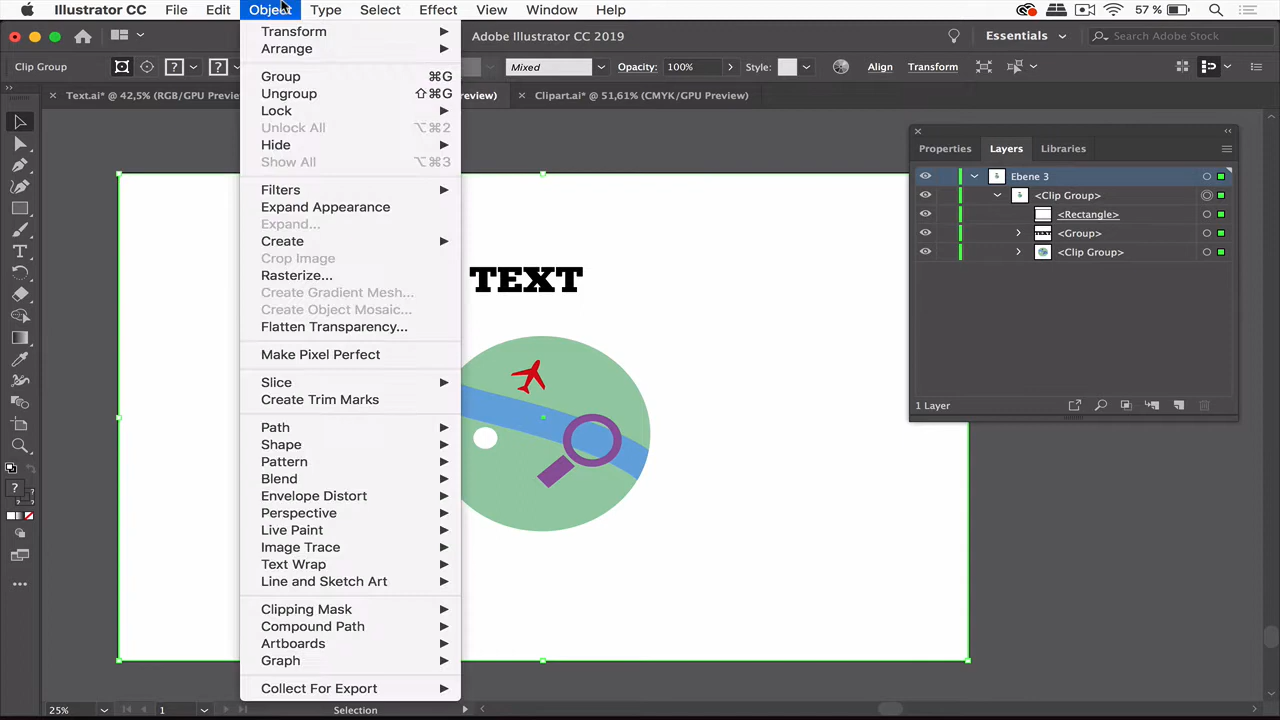 Illustrator CC File Edit Object Type Select Effect View Window Help 57 %
Adobe Illustrator CC 2019 Essentials Search Adobe Stock
Clip Group ? ? Mixed Opacity: 100% Style: Align Transform
Text.ai* @ 42,5% (RGB/GPU Previe view) Clipart.ai* @ 51,61% (CMYK/GPU Preview)
Transform
Arrange
Group ⌘G
Ungroup ⇧⌘G
Lock
Unlock All ⌥⌘2
Hide
Show All ⌥⌘3
Filters
Expand Appearance
Expand...
Create
Crop Image
Rasterize...
Create Gradient Mesh...
Create Object Mosaic...
Flatten Transparency...
Make Pixel Perfect
Slice
Create Trim Marks
Path
Shape
Pattern
Blend
Envelope Distort
Perspective
Live Paint
Image Trace
Text Wrap
Line and Sketch Art
Clipping Mask
Compound Path
Artboards
Graph
Collect For Export
TEXT
Properties Layers Libraries
Ebene 3
<Clip Group>
<Rectangle>
TEXT <Group>
<Clip Group>
1 Layer
? ?
25% 1 Selection